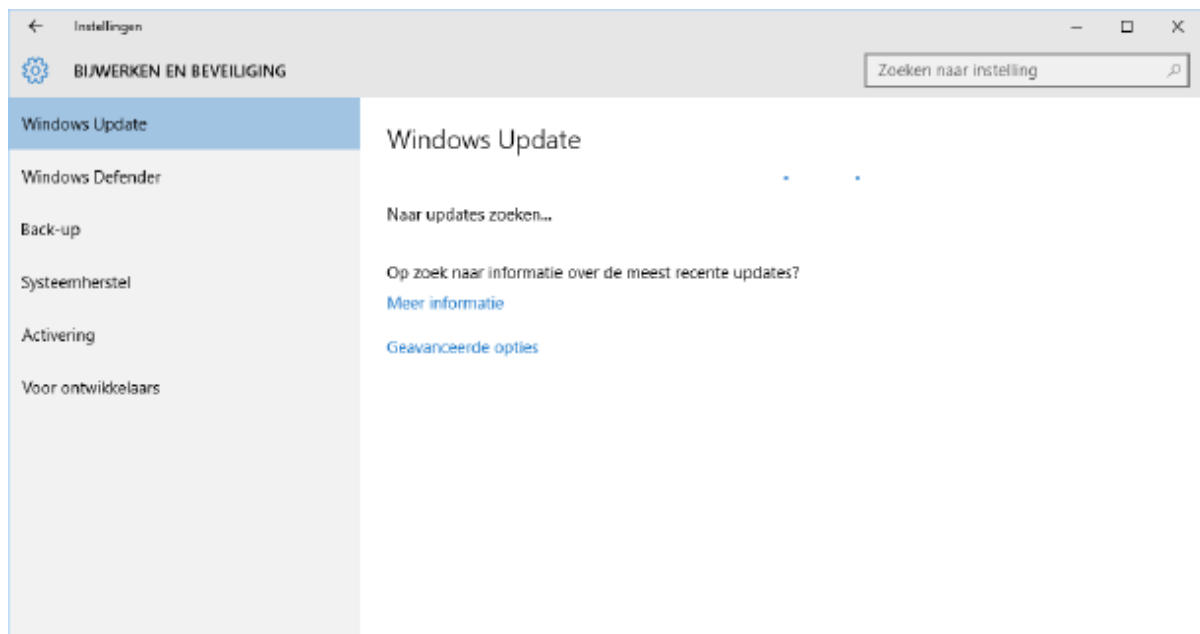 Instellingen
BIJWERKEN EN BEVEILIGING
Zoeken naar instelling
Windows Update
Windows Defender
Back-up
Systeemherstel
Activering
Voor ontwikkelaars
Windows Update
Naar updates zoeken...
Op zoek naar informatie over de meest recente updates?
Meer informatie
Geavanceerde opties